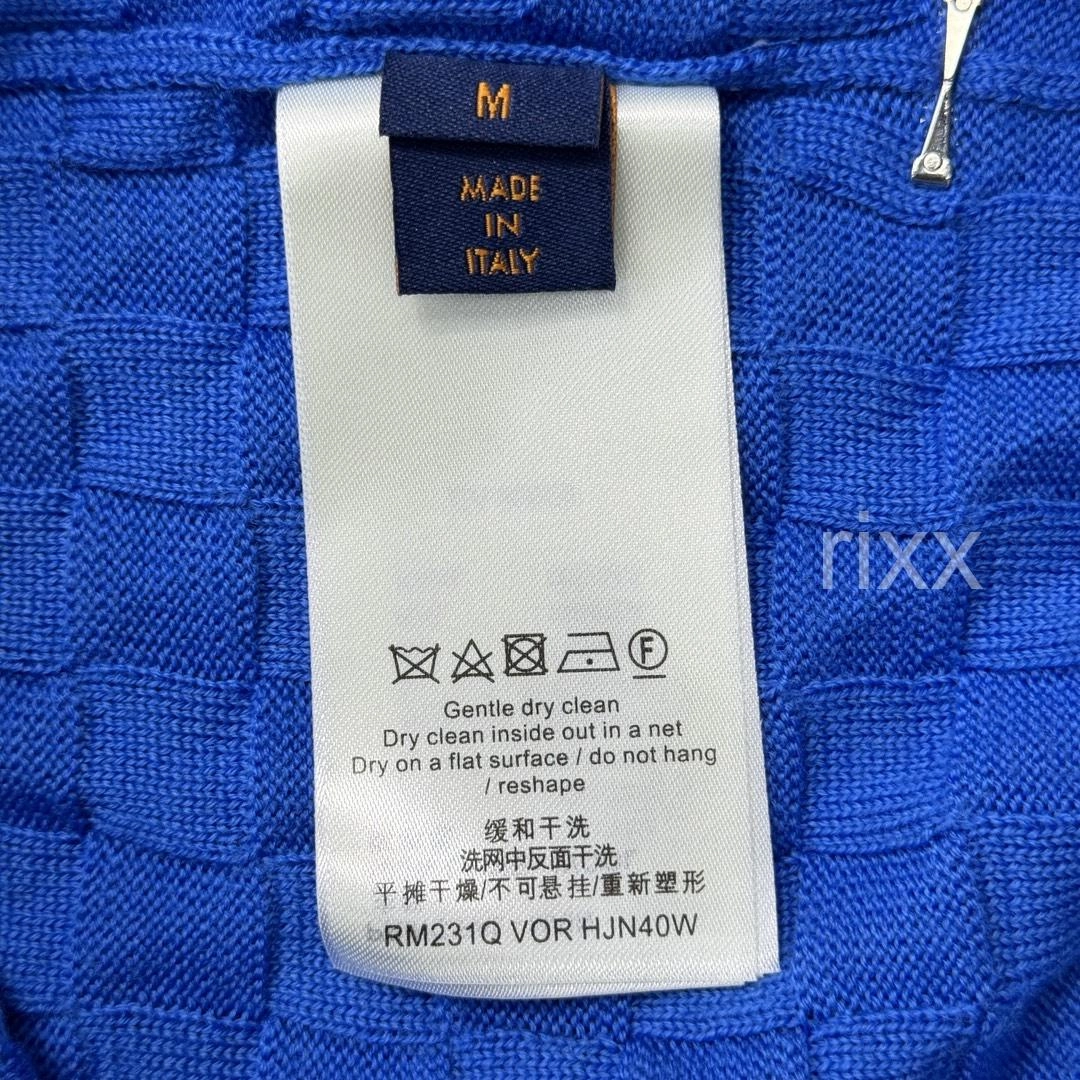 M
MADE
IN
ITALY
rixx
F
Gentle dry clean
Dry clean inside out in a net
Dry on a flat surface / do not hang
/ reshape
缓和干洗
洗网中反面干洗
平摊干燥/不可悬挂/重新塑形
RM231Q VOR HJN40W